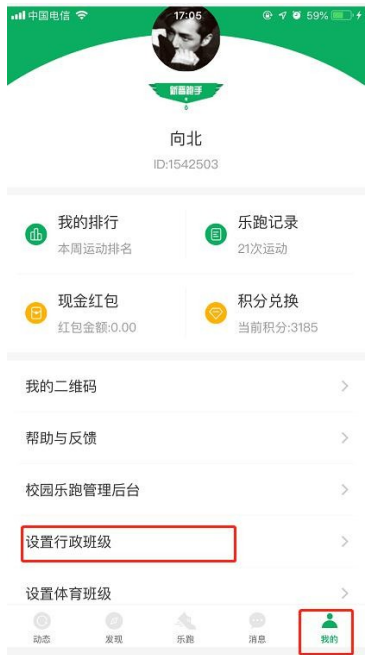 中国电信 17:05 59%
新晋跑手
向北
ID:1542503
我的排行 乐跑记录
本周运动排名 21次运动
现金红包 积分兑换
红包金额:0.00 当前积分:3185
我的二维码
帮助与反馈
校园乐跑管理后台
设置行政班级
设置体育班级
动态 发现 乐跑 消息 我的